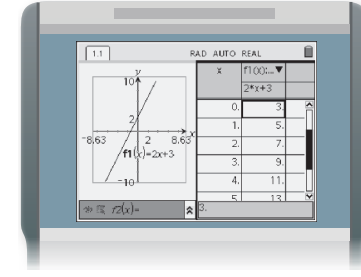 1.1 RAD AUTO REAL
y
10
2
-8.63 2 8.63 x
f1(x)=2x+3
-10
f2(x)=
x f1(x):...▼
2*x+3
0. 3.
1. 5.
2. 7.
3. 9.
4. 11.
5. 13.
3.